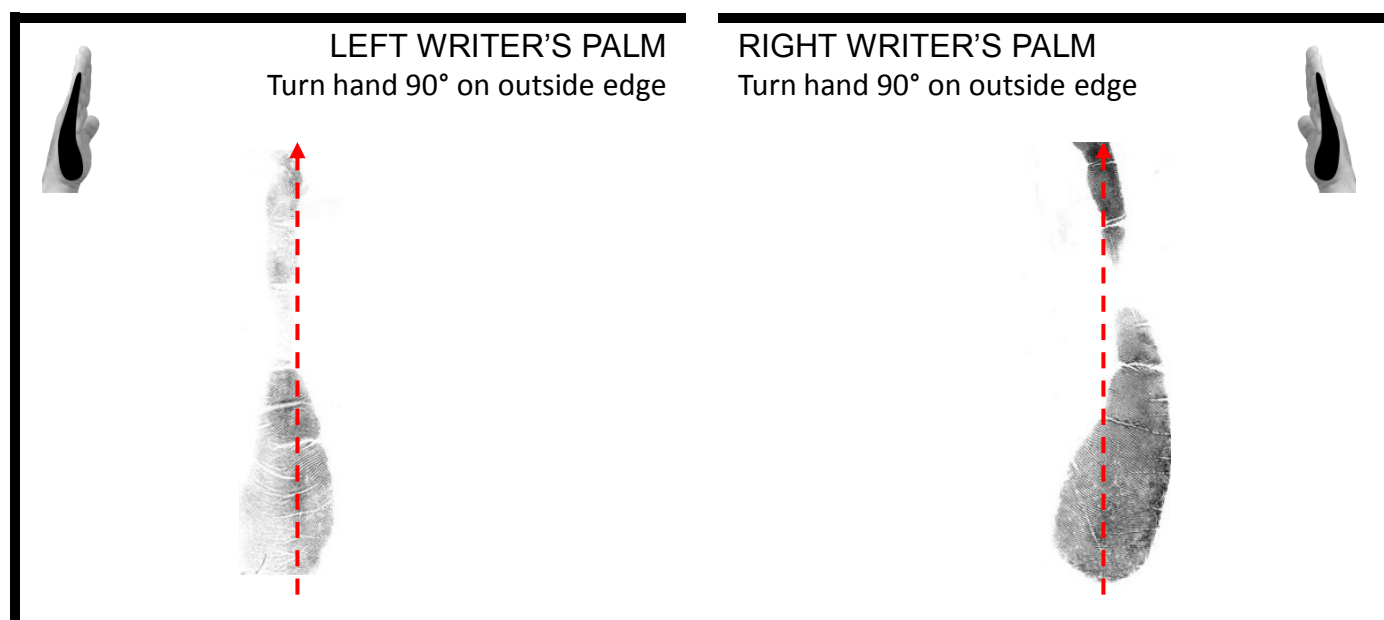 LEFT WRITER’S PALM
Turn hand 90° on outside edge
RIGHT WRITER’S PALM
Turn hand 90° on outside edge